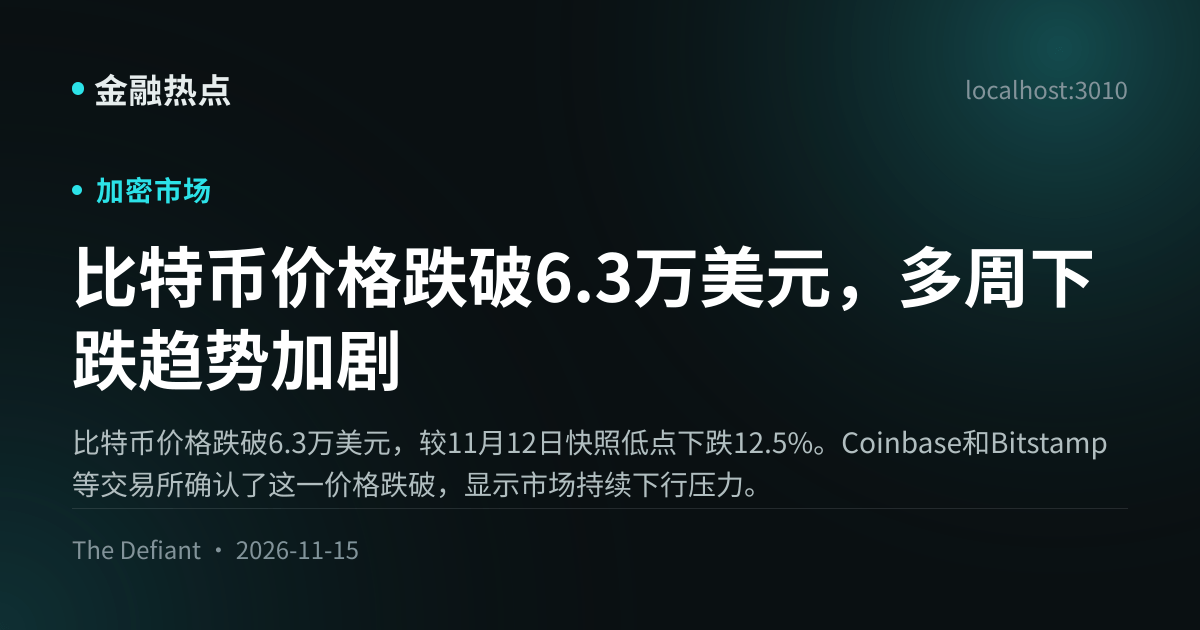 金融热点
localhost:3010
加密市场
比特币价格跌破6.3万美元，多周下
跌趋势加剧
比特币价格跌破6.3万美元，较11月12日快照低点下跌12.5%。Coinbase和Bitstamp
等交易所确认了这一价格跌破，显示市场持续下行压力。
The Defiant · 2026-11-15